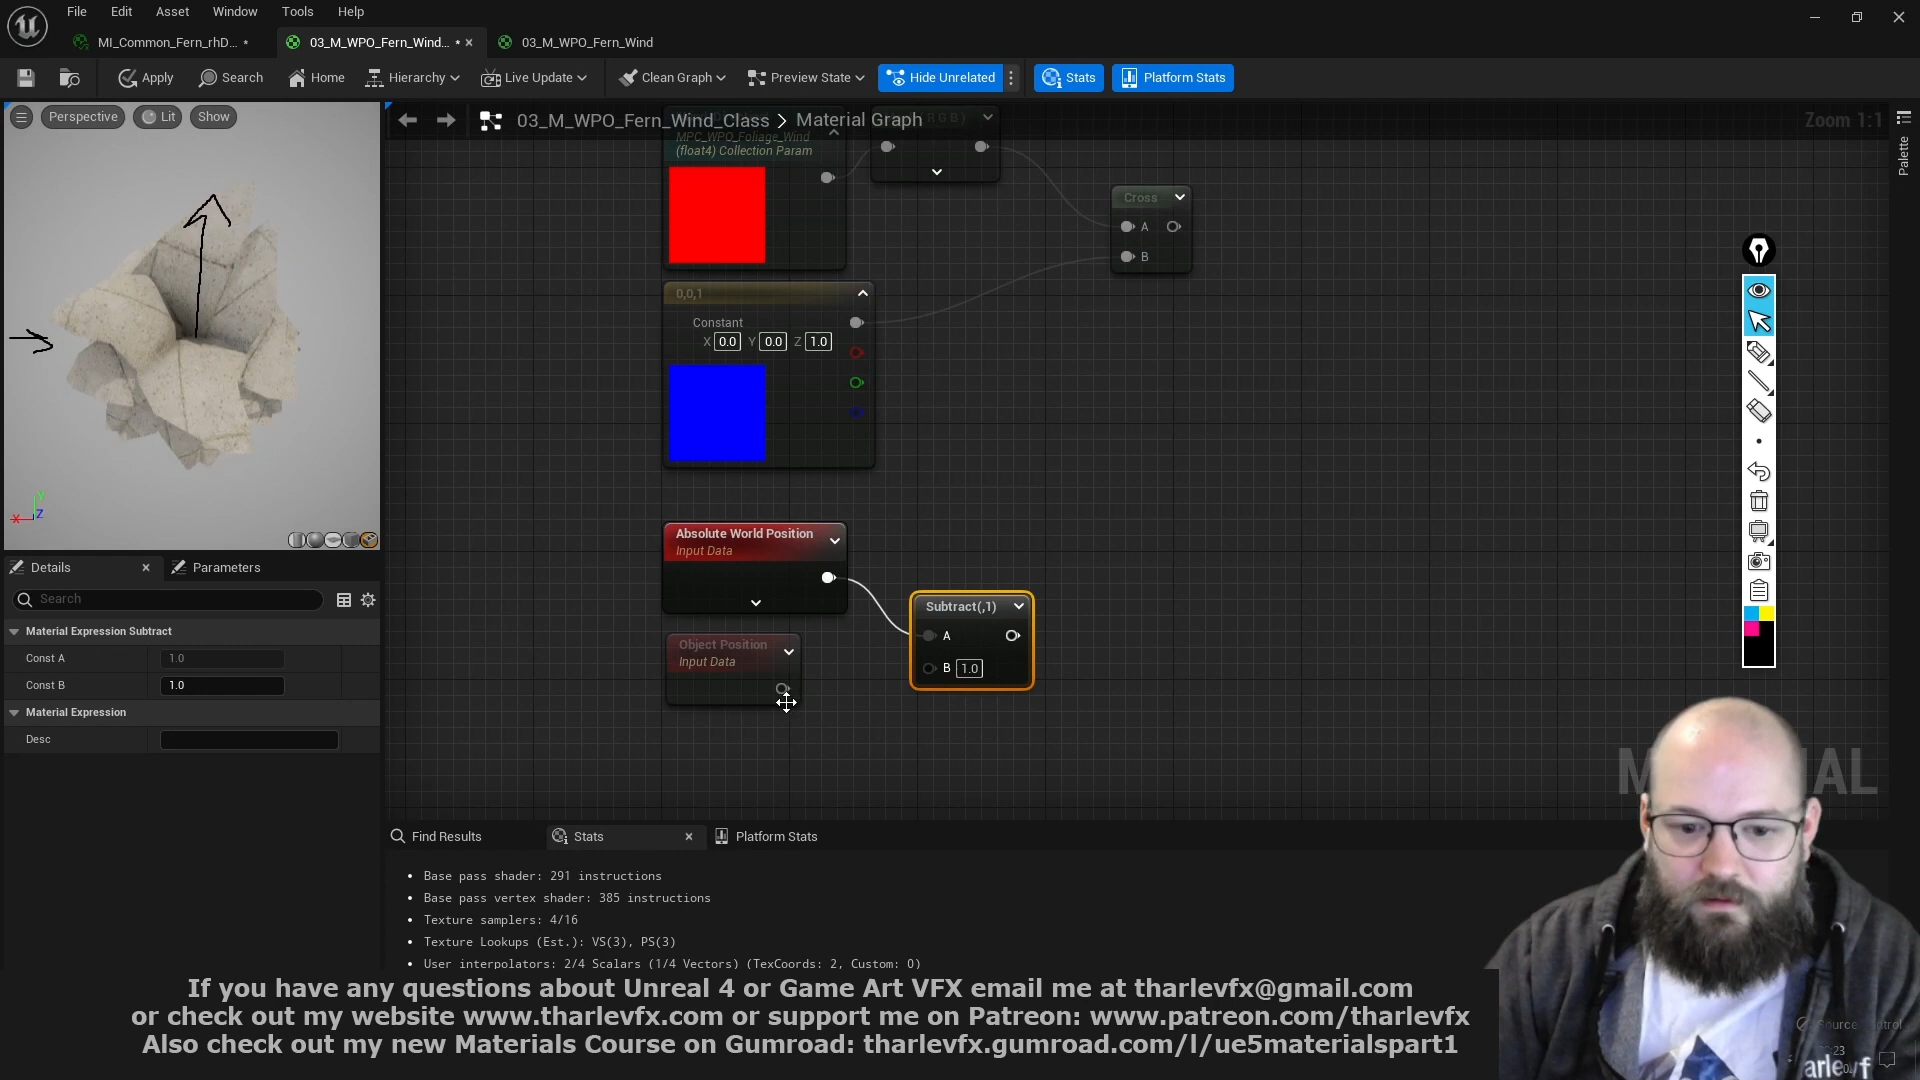 File Edit Asset Window Tools Help
MI_Common_Fern_rhD... * 03_M_WPO_Fern_Wind... * 03_M_WPO_Fern_Wind
Apply Search Home Hierarchy Live Update Clean Graph Preview State Hide Unrelated Stats Platform Stats
Perspective Lit Show
03_M_WPO_Fern_Wind_Class > Material Graph
Zoom 1:1
Palette
MPC_WPO_Foliage_Wind
(float4) Collection Param
Cross
A
B
0,0,1
Constant
X 0.0 Y 0.0 Z 1.0
Absolute World Position
Input Data
Object Position
Input Data
Subtract(,1)
A
B 1.0
Y
X Z
Details Parameters
Search
Material Expression Subtract
Const A 1.0
Const B 1.0
Material Expression
Desc
Find Results Stats Platform Stats
• Base pass shader: 291 instructions
• Base pass vertex shader: 385 instructions
• Texture samplers: 4/16
• Texture Lookups (Est.): VS(3), PS(3)
• User interpolators: 2/4 Scalars (1/4 Vectors) (TexCoords: 2, Custom: 0)
If you have any questions about Unreal 4 or Game Art VFX email me at tharlevfx@gmail.com
or check out my website www.tharlevfx.com or support me on Patreon: www.patreon.com/tharlevfx
Also check out my new Materials Course on Gumroad: tharlevfx.gumroad.com/l/ue5materialspart1